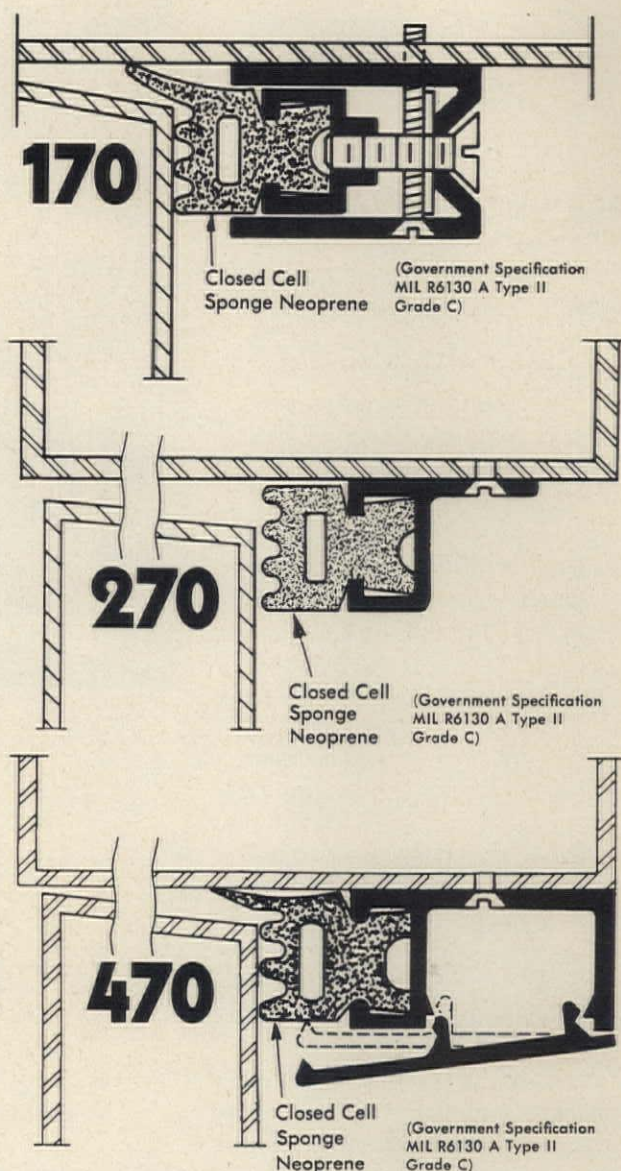 170
Closed Cell
Sponge Neoprene
(Government Specification
MIL R6130 A Type II
Grade C)
270
Closed Cell
Sponge
Neoprene
(Government Specification
MIL R6130 A Type II
Grade C)
470
Closed Cell
Sponge
Neoprene
(Government Specification
MIL R6130 A Type II
Grade C)